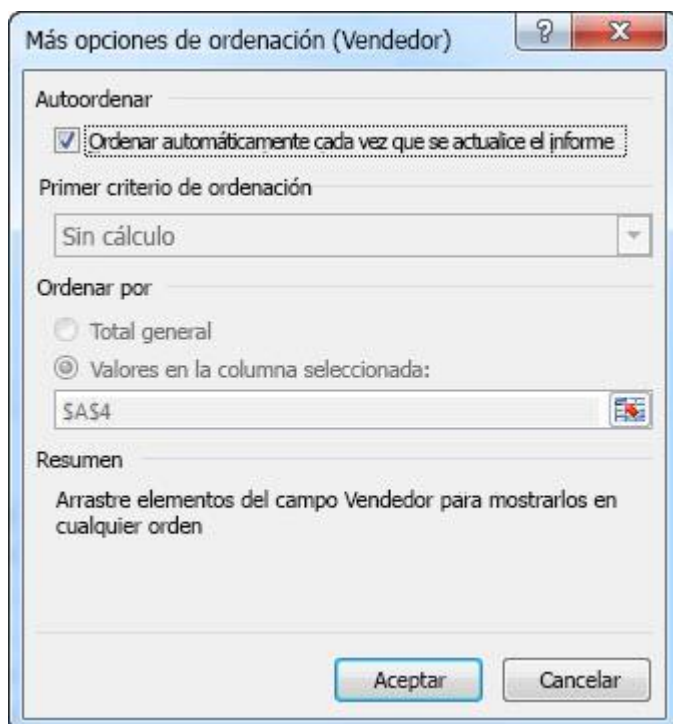 Más opciones de ordenación (Vendedor)
Autoordenar
Ordenar automáticamente cada vez que se actualice el informe
Primer criterio de ordenación
Sin cálculo
Ordenar por
Total general
Valores en la columna seleccionada:
$A$4
Resumen
Arrastre elementos del campo Vendedor para mostrarlos en
cualquier orden
Aceptar
Cancelar